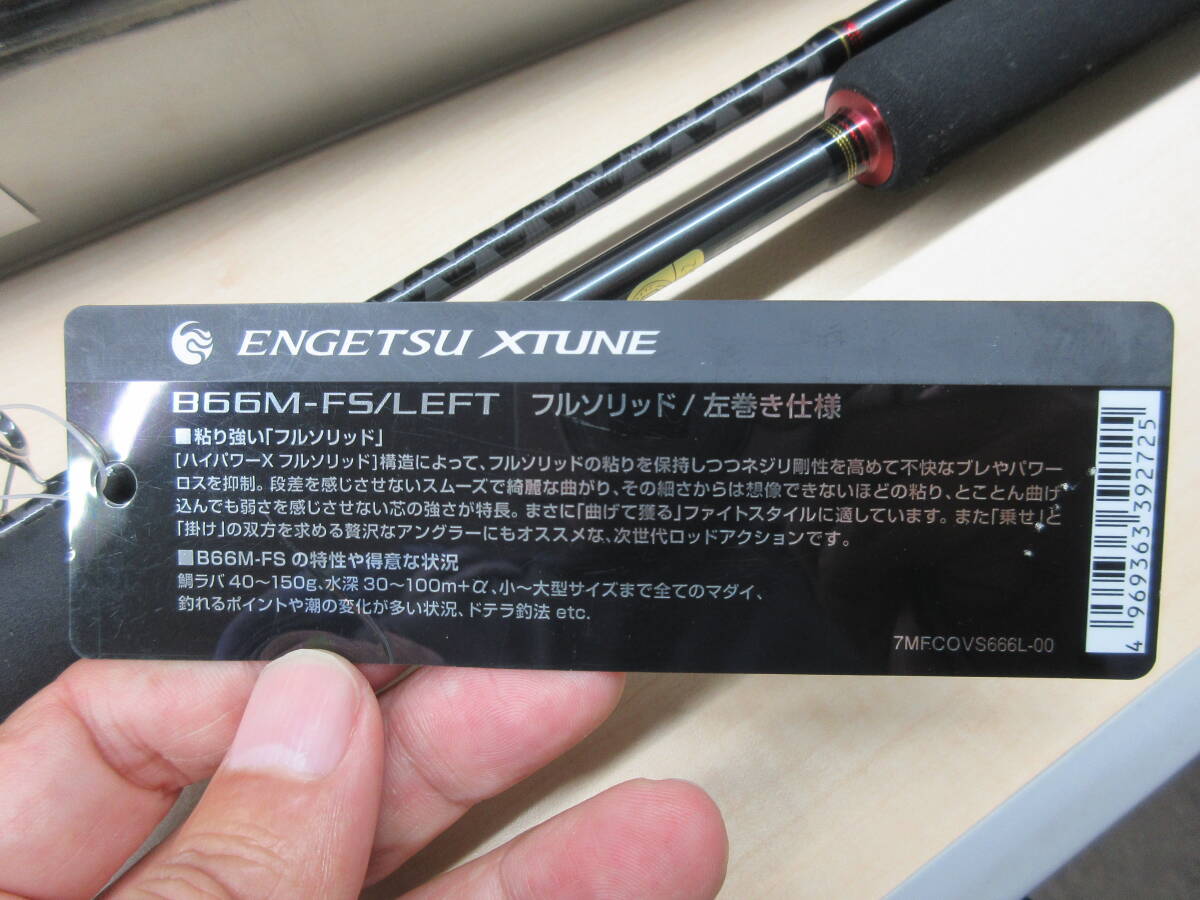 ENGETSU XTUNE
B66M-FS/LEFT フルソリッド/左巻き仕様
■粘り強い「フルソリッド」
[ハイパワーX フルソリッド]構造によって、フルソリッドの粘りを保持しつつネジリ剛性を高めて不快なブレやパワー
ロスを抑制。段差を感じさせないスムーズで綺麗な曲がり、その細さからは想像できないほどの粘り、とことん曲げ
込んでも弱さを感じさせない芯の強さが特長。まさに「曲げて獲る」ファイトスタイルに適しています。また「乗せ」と
「掛け」の双方を求める贅沢なアングラーにもオススメな、次世代ロッドアクションです。
■B66M-FS の特性や得意な状況
鯛ラバ 40〜150g、水深 30〜100m+α、小〜大型サイズまで全てのマダイ、
釣れるポイントや潮の変化が多い状況、ドテラ釣法 etc.
7MFCOVS666L-00
4 969363 392725